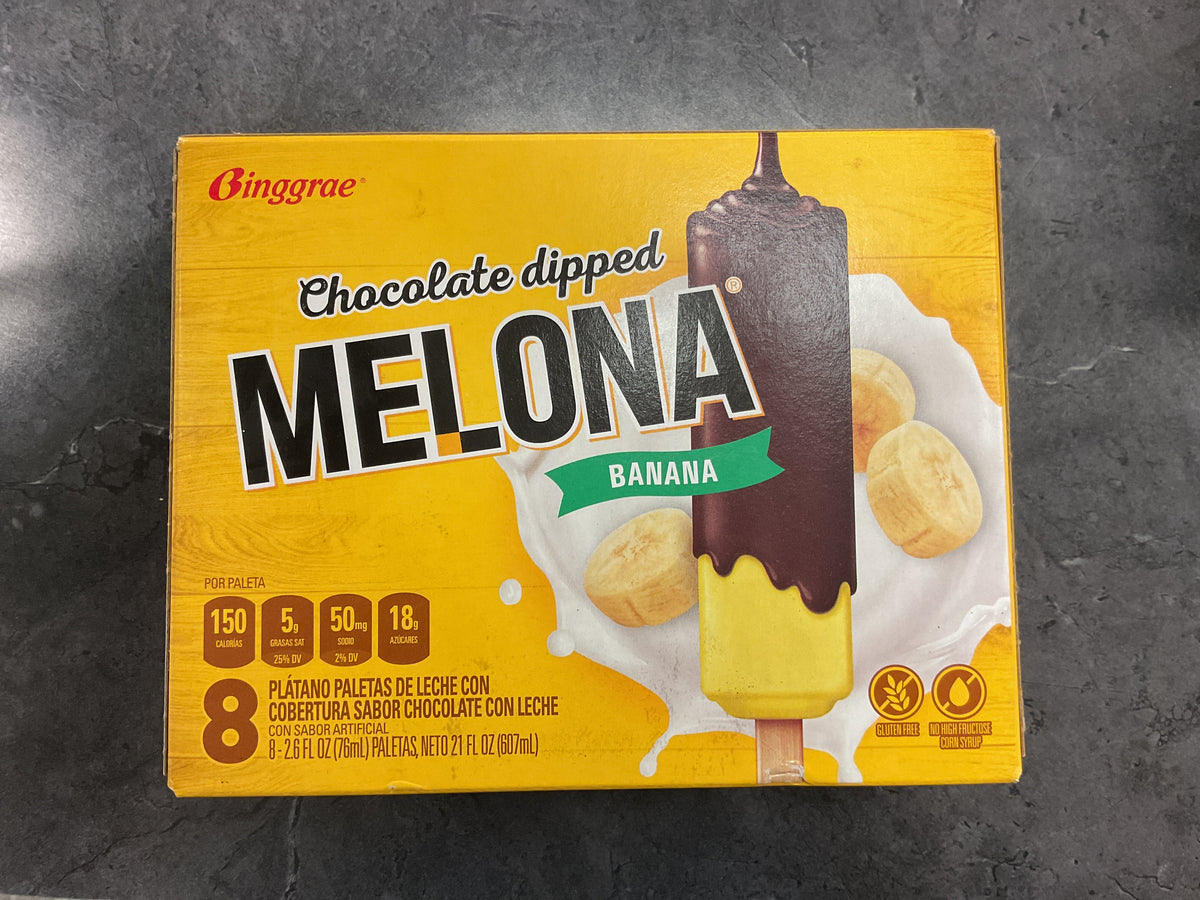 Binggrae®
Chocolate dipped
MELONA®
BANANA
POR PALETA
150 CALORÍAS
5g GRASAS SAT 25% DV
50mg SODIO 2% DV
18g AZÚCARES
8
PLÁTANO PALETAS DE LECHE CON
COBERTURA SABOR CHOCOLATE CON LECHE
CON SABOR ARTIFICIAL
8 - 2.6 FL OZ (76mL) PALETAS, NETO 21 FL OZ (607mL)
GLUTEN FREE
NO HIGH FRUCTOSE
CORN SYRUP